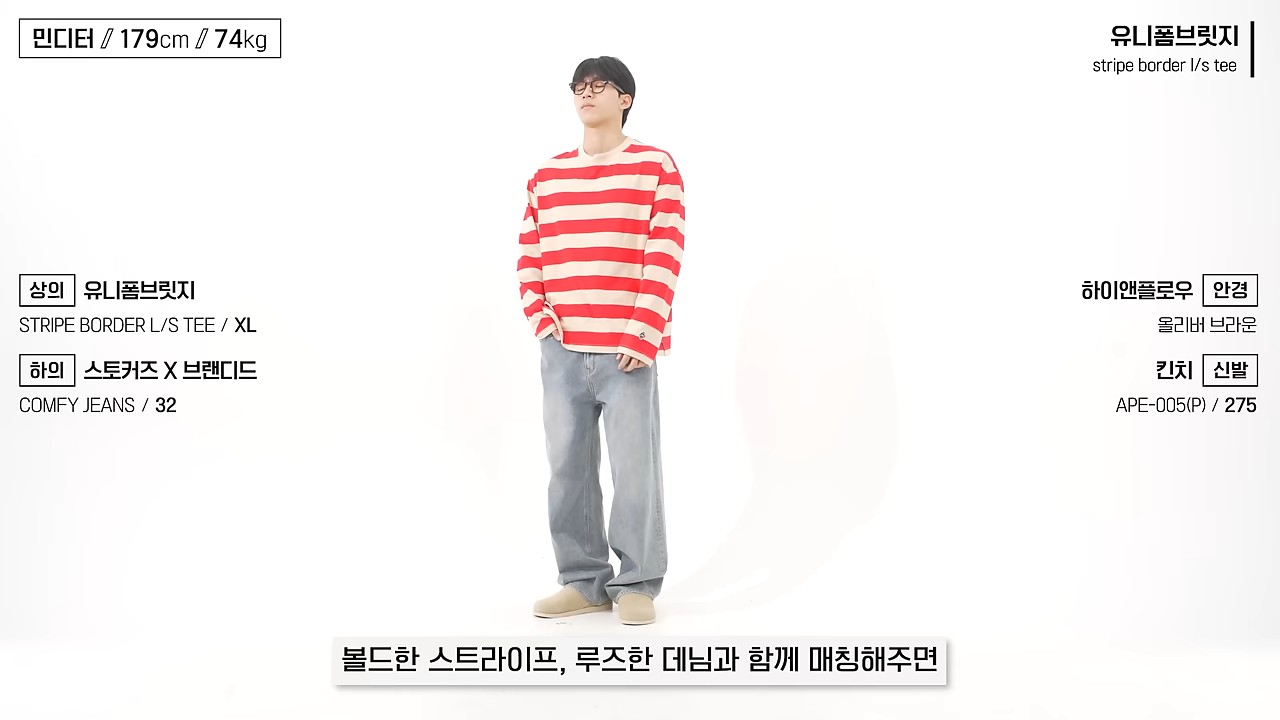 민디터 // 179cm // 74kg
유니폼브릿지
stripe border l/s tee
상의 유니폼브릿지
STRIPE BORDER L/S TEE / XL
하의 스토커즈 X 브랜디드
COMFY JEANS / 32
하이앤플로우 안경
올리버 브라운
킨치 신발
APE-005(P) / 275
볼드한 스트라이프, 루즈한 데님과 함께 매칭해주면